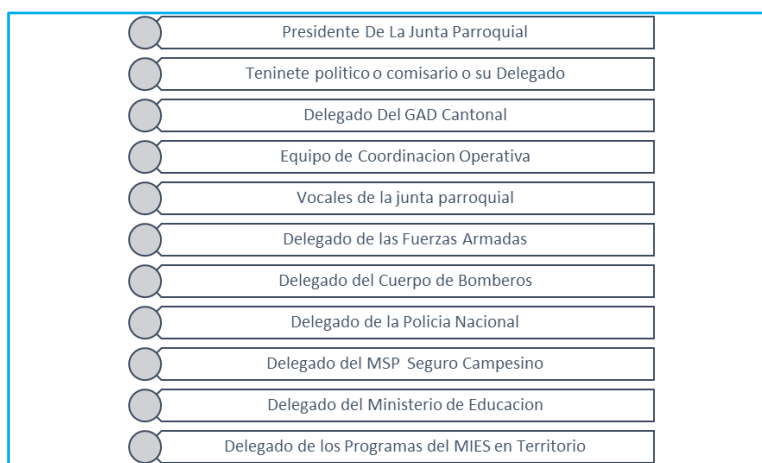 Presidente De La Junta Parroquial
Teninete politico o comisario o su Delegado
Delegado Del GAD Cantonal
Equipo de Coordinacion Operativa
Vocales de la junta parroquial
Delegado de las Fuerzas Armadas
Delegado del Cuerpo de Bomberos
Delegado de la Policia Nacional
Delegado del MSP Seguro Campesino
Delegado del Ministerio de Educacion
Delegado de los Programas del MIES en Territorio